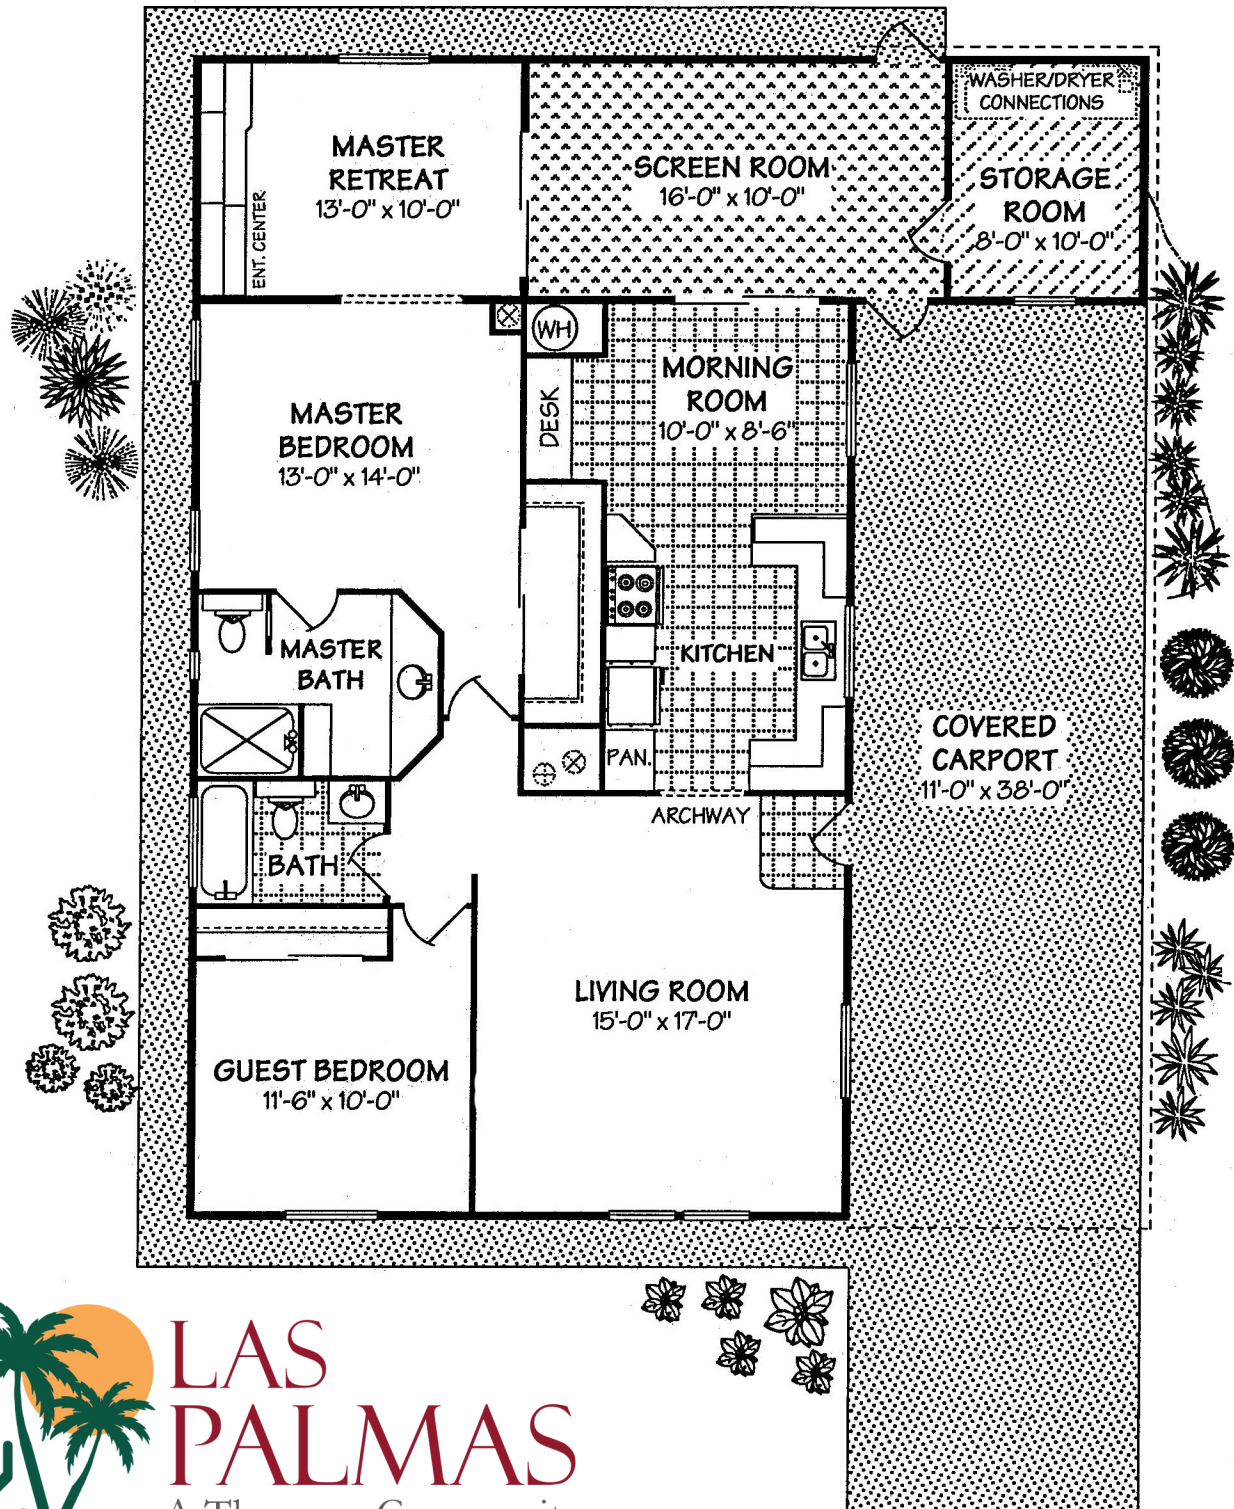 WASHER/DRYER
CONNECTIONS
MASTER
RETREAT
13'-0" x 10'-0"
ENT. CENTER
SCREEN ROOM
16'-0" x 10'-0"
STORAGE
ROOM
8'-0" x 10'-0"
WH
MORNING
ROOM
10'-0" x 8'-6"
DESK
MASTER
BEDROOM
13'-0" x 14'-0"
MASTER
BATH
KITCHEN
PAN.
ARCHWAY
COVERED
CARPORT
11'-0" x 38'-0"
BATH
LIVING ROOM
15'-0" x 17'-0"
GUEST BEDROOM
11'-6" x 10'-0"
LAS
PALMAS